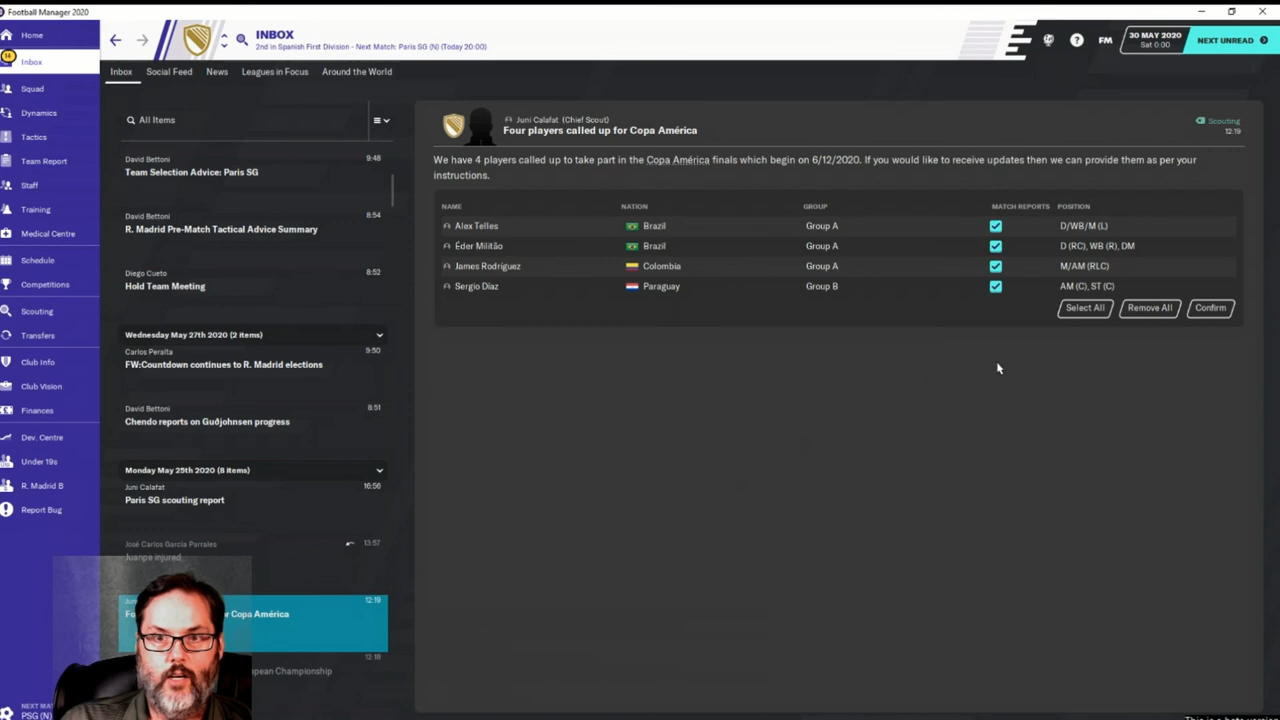 Football Manager 2020
Home
14
Inbox
Squad
Dynamics
Tactics
Team Report
Staff
Training
Medical Centre
Schedule
Competitions
Scouting
Transfers
Club Info
Club Vision
Finances
Dev. Centre
Under 19s
R. Madrid B
Report Bug
NEXT MA
PSG (N)
INBOX
2nd in Spanish First Division - Next Match: Paris SG (N) (Today 20:00)
?
FM
30 MAY 2020
Sat 0:00
NEXT UNREAD
Inbox Social Feed News Leagues in Focus Around the World
All Items
David Bettoni 9:48
Team Selection Advice: Paris SG
David Bettoni 8:54
R. Madrid Pre-Match Tactical Advice Summary
Diego Cueto 8:52
Hold Team Meeting
Wednesday May 27th 2020 (2 items)
Carlos Peralta 9:50
FW:Countdown continues to R. Madrid elections
David Bettoni 8:51
Chendo reports on Guðjohnsen progress
Monday May 25th 2020 (8 items)
Juni Calafat 16:56
Paris SG scouting report
José Carlos García Parrales 13:57
Juanpe injured
Jun 12:19
Fo r Copa América
12:18
opean Championship
Juni Calafat (Chief Scout)
Four players called up for Copa América
Scouting
12:19
We have 4 players called up to take part in the Copa América finals which begin on 6/12/2020. If you would like to receive updates then we can provide them as per your
instructions.
NAME NATION GROUP MATCH REPORTS POSITION
Alex Telles Brazil Group A D/WB/M (L)
Éder Militão Brazil Group A D (RC), WB (R), DM
James Rodríguez Colombia Group A M/AM (RLC)
Sergio Díaz Paraguay Group B AM (C), ST (C)
Select All Remove All Confirm